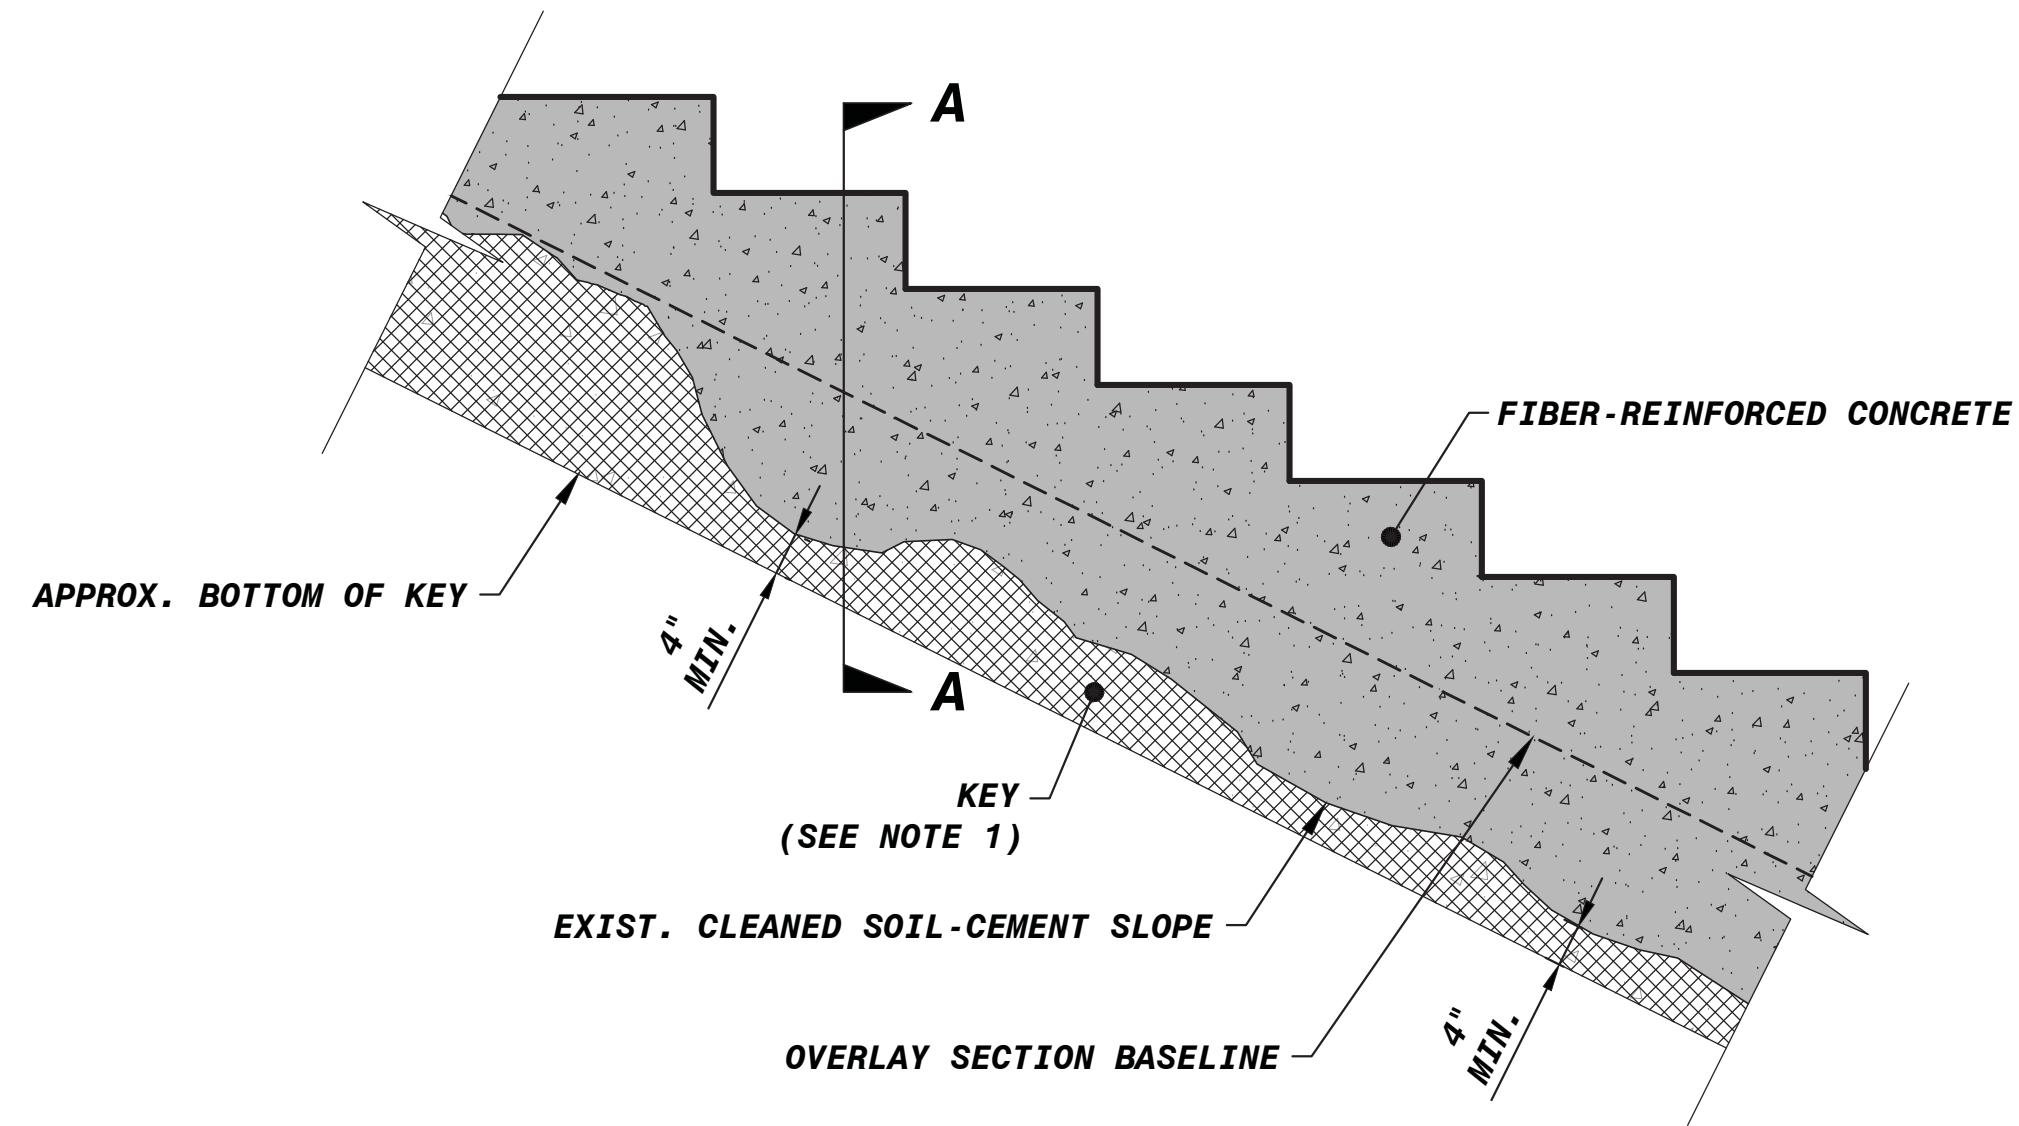 A
FIBER-REINFORCED CONCRETE
APPROX. BOTTOM OF KEY
4"
MIN.
A
KEY
(SEE NOTE 1)
EXIST. CLEANED SOIL-CEMENT SLOPE
OVERLAY SECTION BASELINE
4"
MIN.